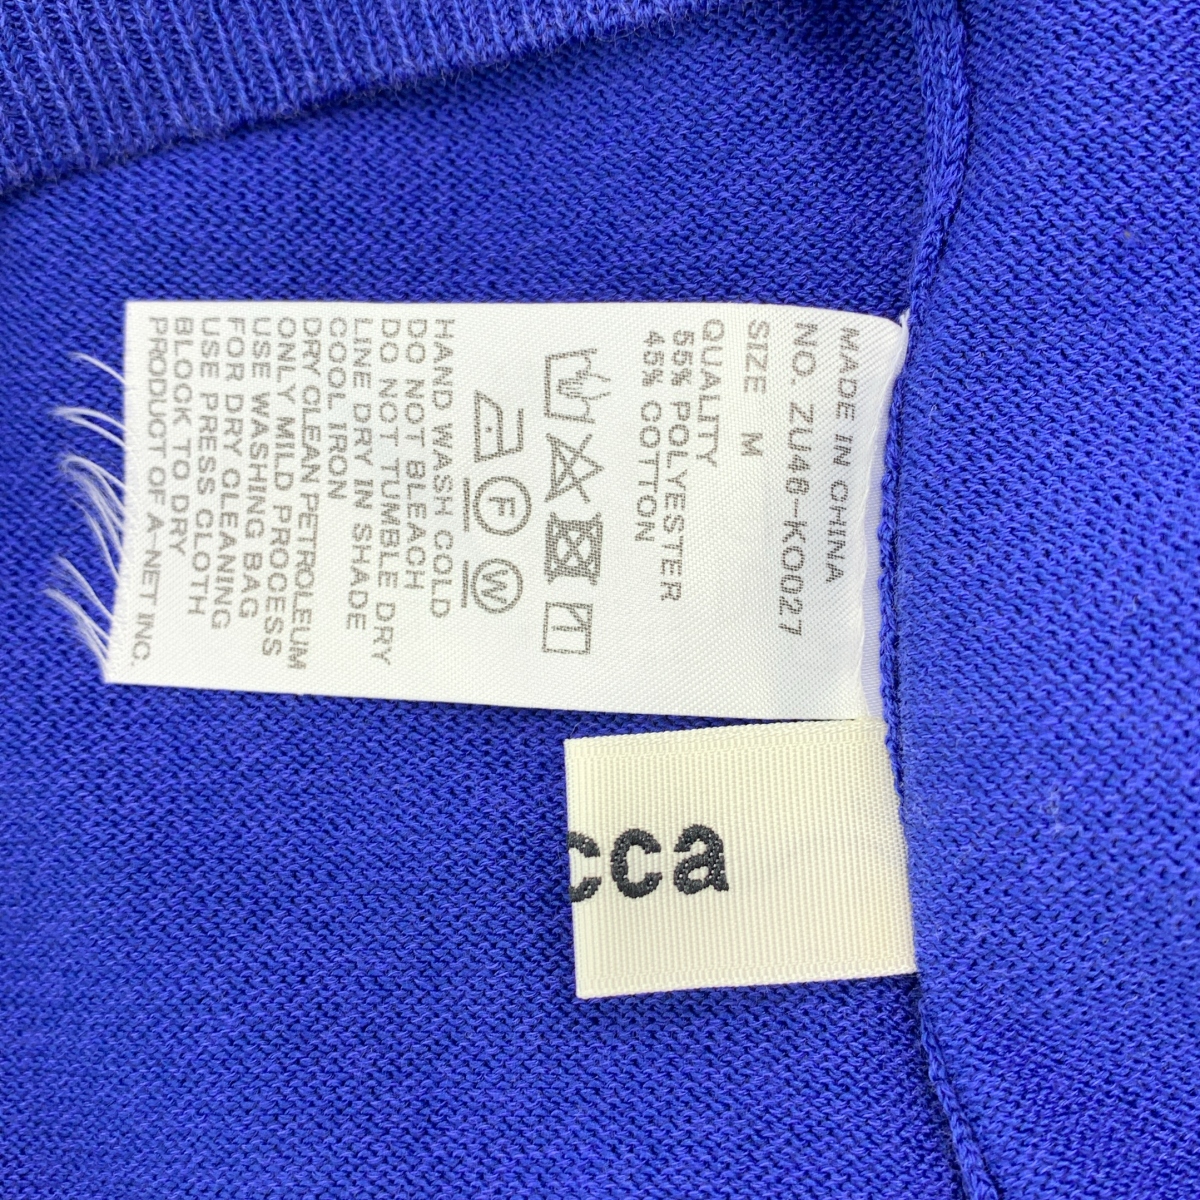 MADE IN CHINA
NO. ZU46-KO027
SIZE M
QUALITY
55% POLYESTER
45% COTTON
F W
HAND WASH COLD
DO NOT BLEACH
DO NOT TUMBLE DRY
LINE DRY IN SHADE
COOL IRON
DRY CLEAN PETROLEUM
ONLY MILD PROCESS
USE WASHING BAG
FOR DRY CLEANING
USE PRESS CLOTH
BLOCK TO DRY
PRODUCT OF A-NET INC.
cca